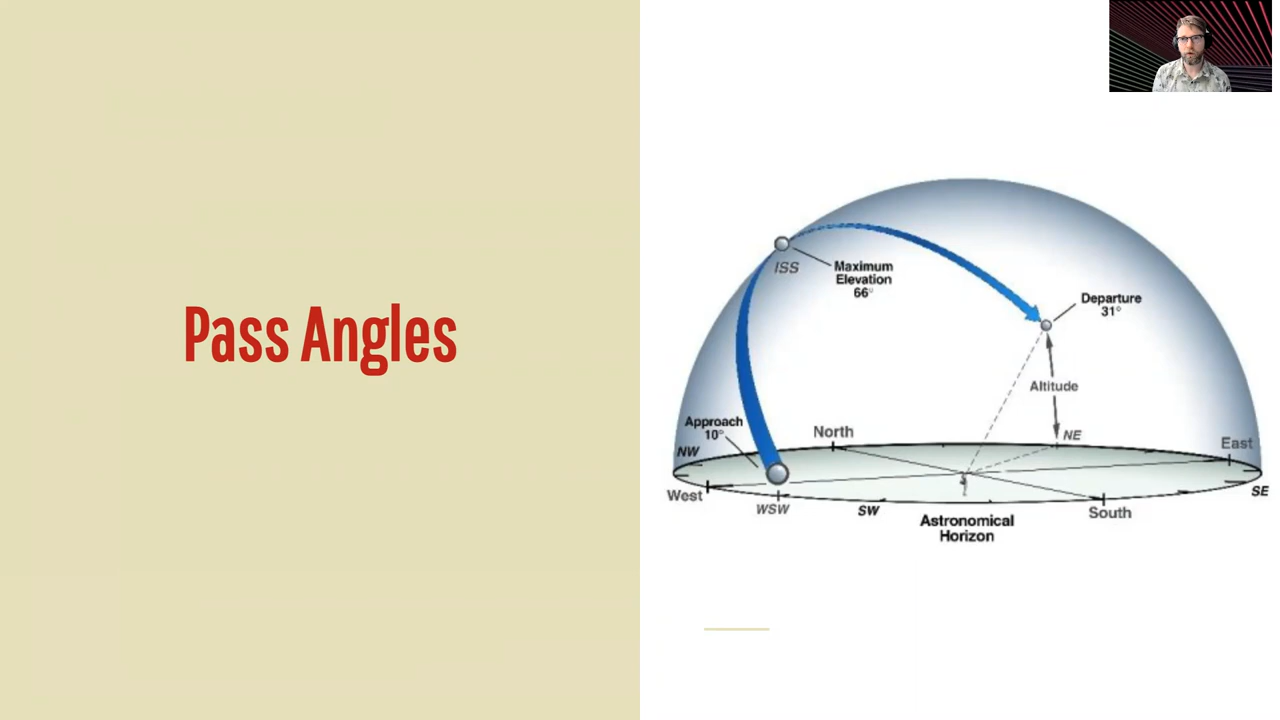 Pass Angles
ISS
Maximum
Elevation
66°
Departure
31°
Altitude
Approach
10°
North
NE
East
NW
West
WSW
SW
South
SE
Astronomical
Horizon